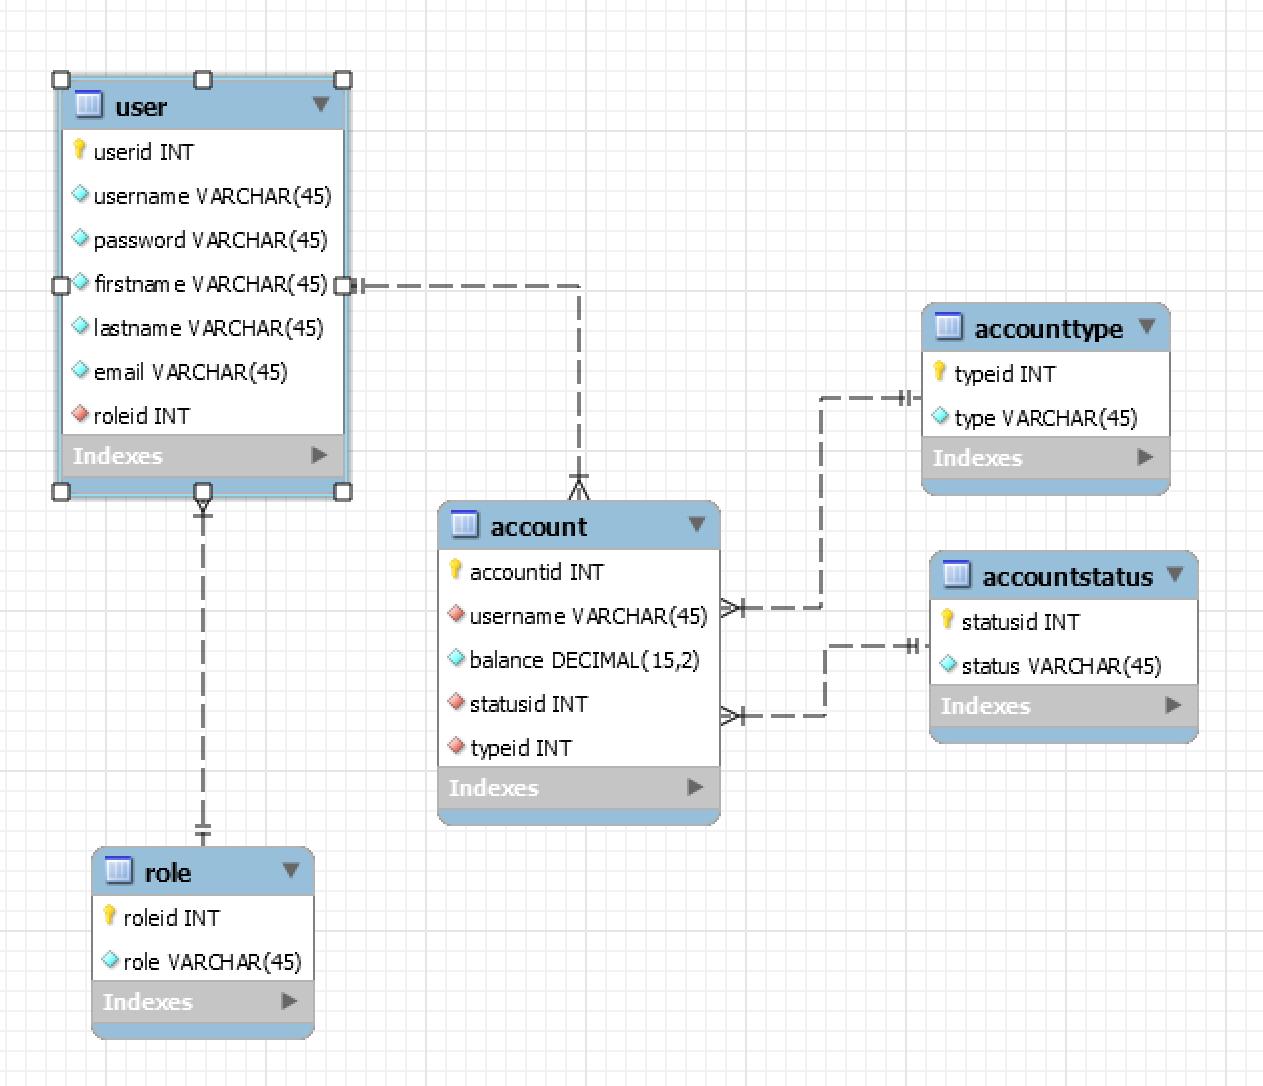 user
userid INT
username VARCHAR(45)
password VARCHAR(45)
firstname VARCHAR(45)
lastname VARCHAR(45)
email VARCHAR(45)
roleid INT
Indexes
account
accountid INT
username VARCHAR(45)
balance DECIMAL(15,2)
statusid INT
typeid INT
Indexes
accounttype
typeid INT
type VARCHAR(45)
Indexes
accountstatus
statusid INT
status VARCHAR(45)
Indexes
role
roleid INT
role VARCHAR(45)
Indexes